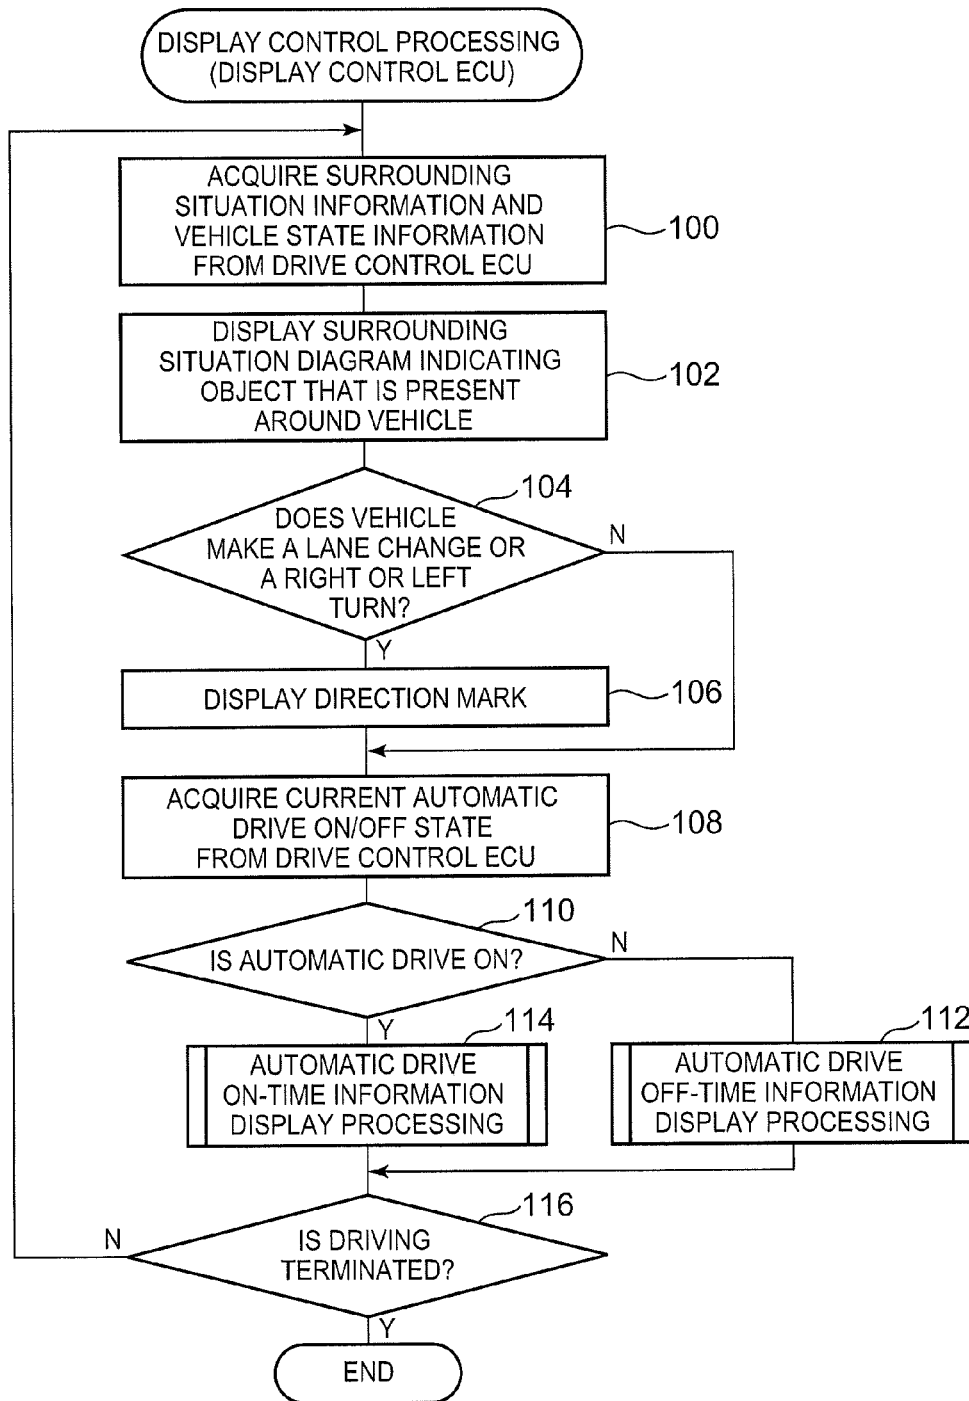 DISPLAY CONTROL PROCESSING
(DISPLAY CONTROL ECU)
ACQUIRE SURROUNDING
SITUATION INFORMATION AND
VEHICLE STATE INFORMATION
FROM DRIVE CONTROL ECU
100
DISPLAY SURROUNDING
SITUATION DIAGRAM INDICATING
OBJECT THAT IS PRESENT
AROUND VEHICLE
102
104
DOES VEHICLE
MAKE A LANE CHANGE OR
A RIGHT OR LEFT
TURN?
N
Y
DISPLAY DIRECTION MARK
106
ACQUIRE CURRENT AUTOMATIC
DRIVE ON/OFF STATE
FROM DRIVE CONTROL ECU
108
110
IS AUTOMATIC DRIVE ON?
N
Y
114
AUTOMATIC DRIVE
ON-TIME INFORMATION
DISPLAY PROCESSING
112
AUTOMATIC DRIVE
OFF-TIME INFORMATION
DISPLAY PROCESSING
116
IS DRIVING
TERMINATED?
N
Y
END